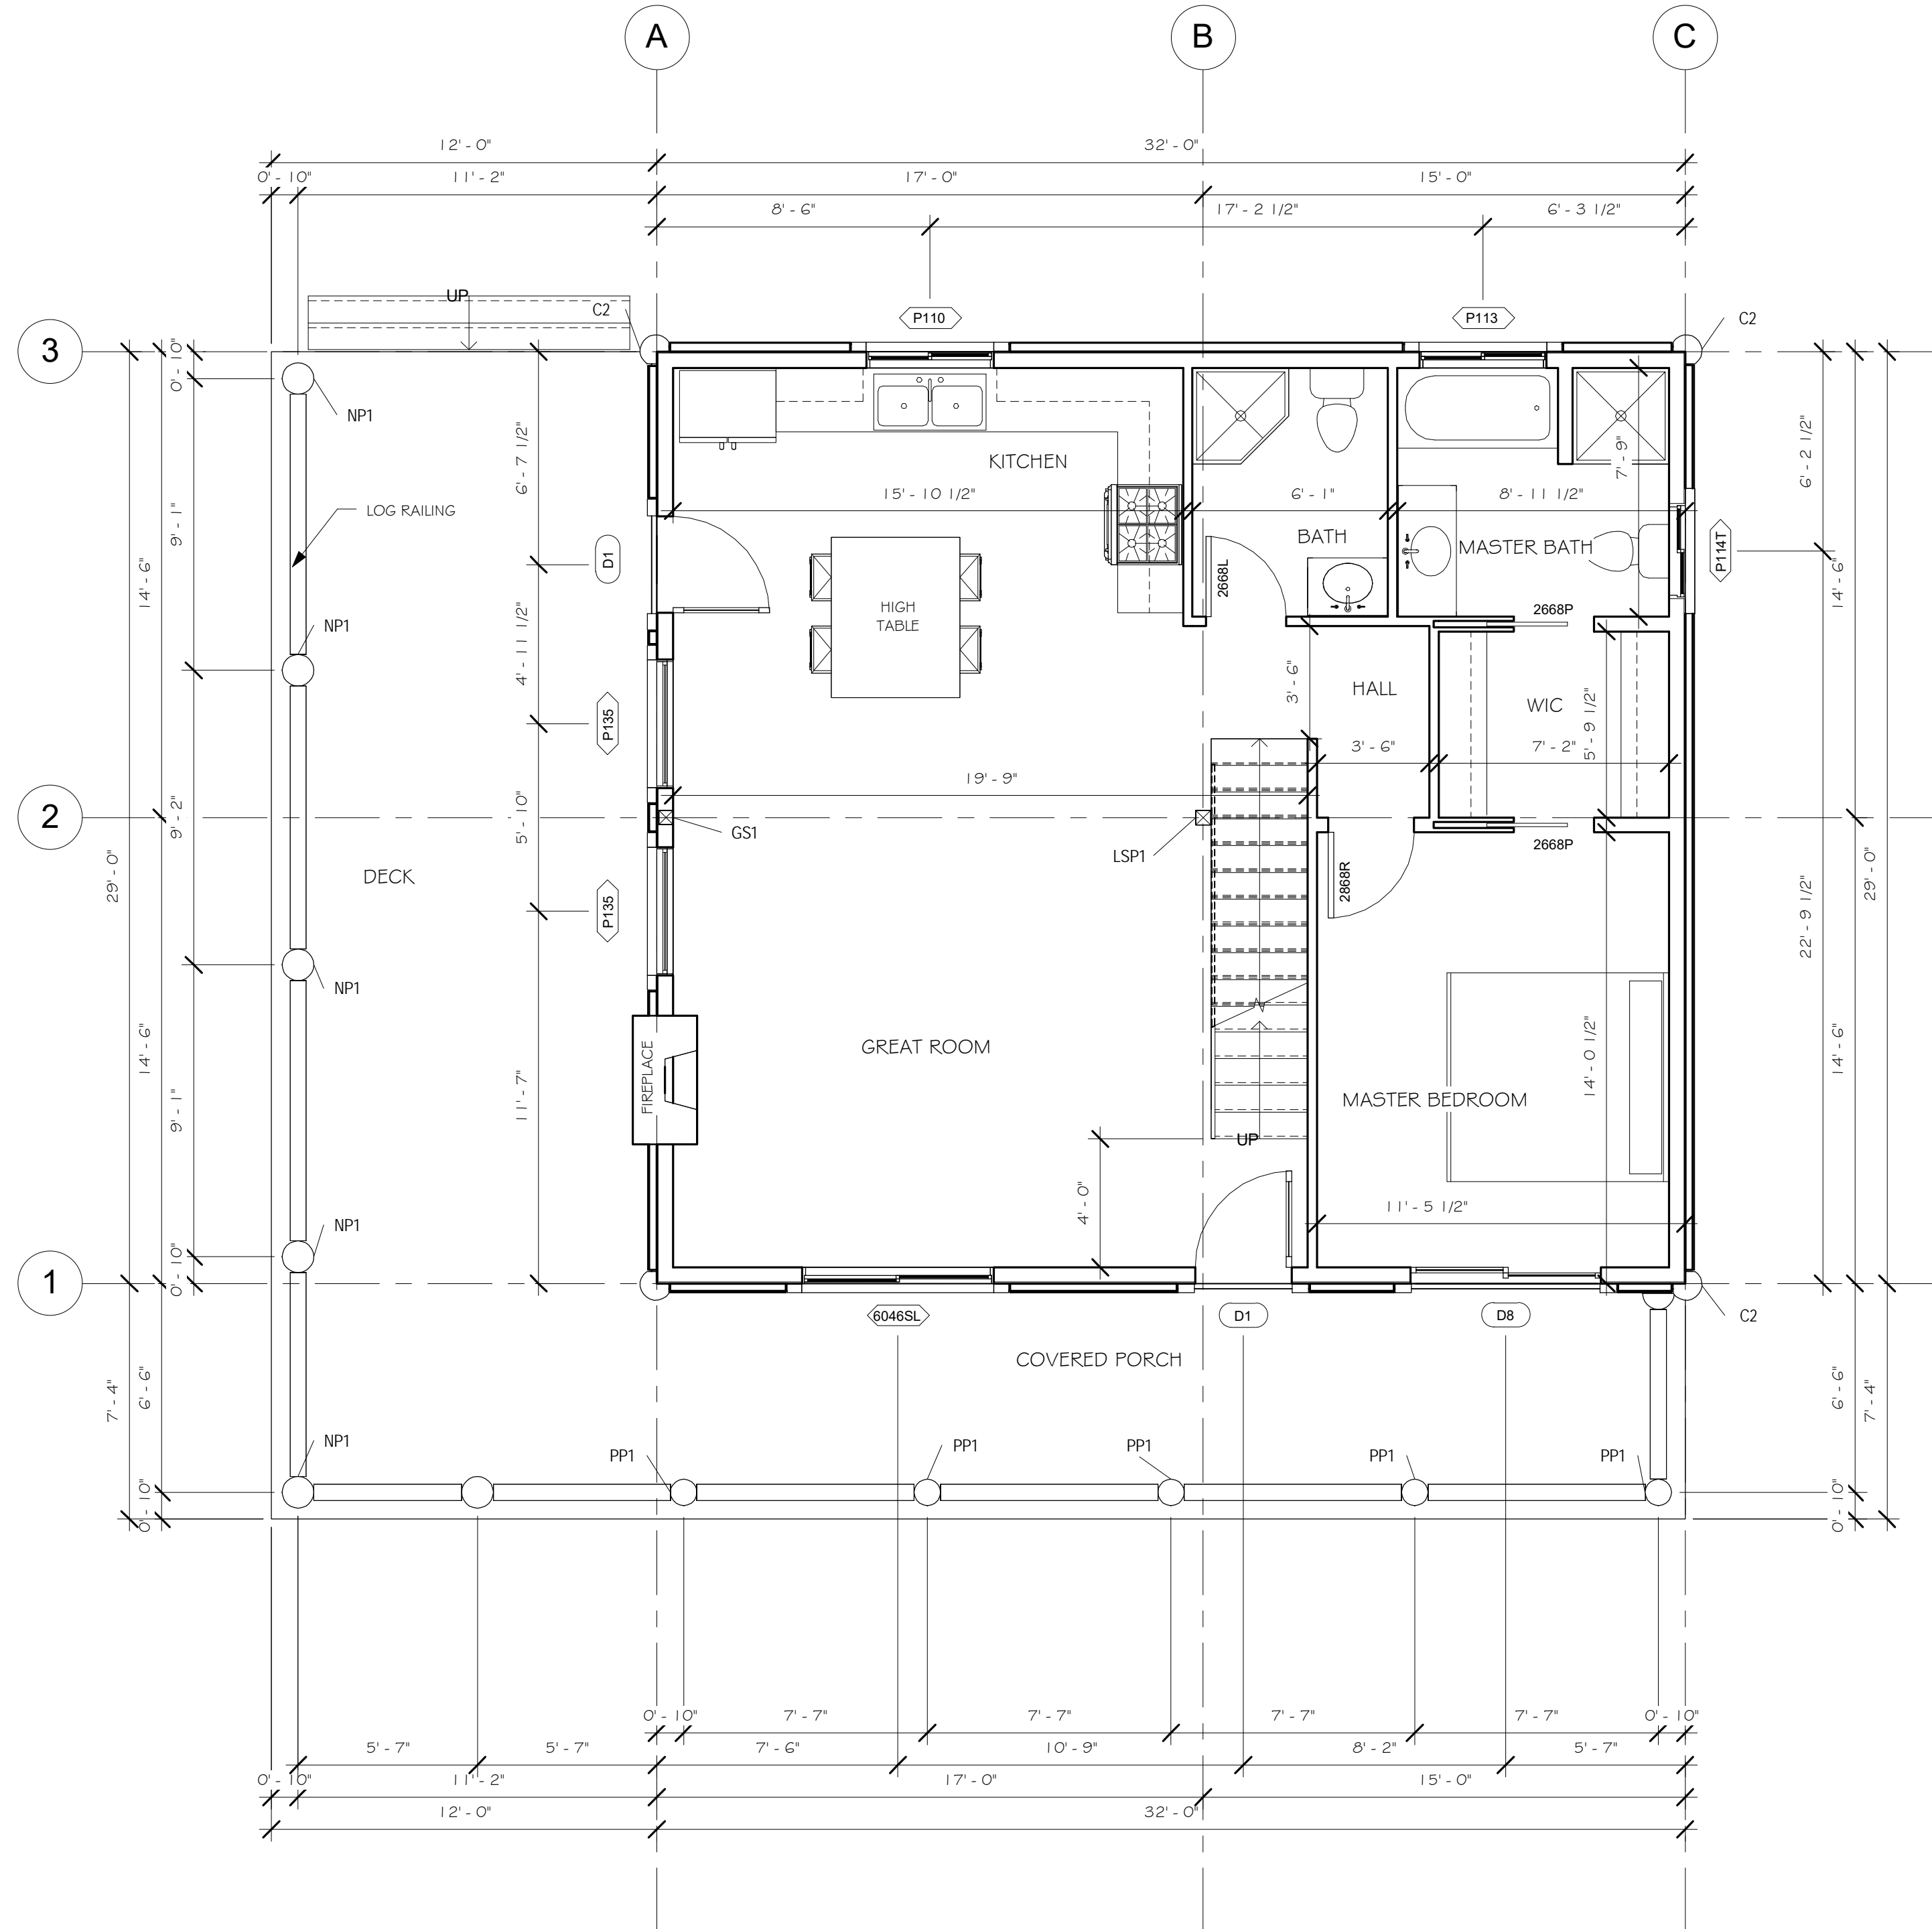 A
B
C
12' - 0"
32' - 0"
0' - 10"
11' - 2"
17' - 0"
15' - 0"
8' - 6"
17' - 2 1/2"
6' - 3 1/2"
UP
C2
P110
P113
C2
3
0' - 10"
NP1
KITCHEN
6' - 7 1/2"
6' - 2 1/2"
7' - 9"
15' - 10 1/2"
6' - 1"
8' - 11 1/2"
LOG RAILING
9' - 1"
BATH
MASTER BATH
D1
P114T
2668L
14' - 6"
14' - 6"
HIGH
TABLE
2668P
NP1
4' - 11 1/2"
3' - 6"
HALL
WIC
5' - 9 1/2"
P135
3' - 6"
7' - 2"
19' - 9"
2
9' - 2"
5' - 10"
GS1
LSP1
2668P
29' - 0"
DECK
2868R
29' - 0"
P135
22' - 9 1/2"
NP1
14' - 6"
GREAT ROOM
14' - 0 1/2"
14' - 6"
FIREPLACE
11' - 7"
9' - 1"
MASTER BEDROOM
UP
4' - 0"
11' - 5 1/2"
NP1
0' - 10"
1
6046SL
D1
D8
C2
COVERED PORCH
7' - 4"
6' - 6"
6' - 6"
7' - 4"
NP1
PP1
PP1
PP1
PP1
PP1
0' - 10"
0' - 10"
0' - 10"
7' - 7"
7' - 7"
7' - 7"
7' - 7"
0' - 10"
5' - 7"
5' - 7"
7' - 6"
10' - 9"
8' - 2"
5' - 7"
0' - 10"
11' - 2"
17' - 0"
15' - 0"
12' - 0"
32' - 0"